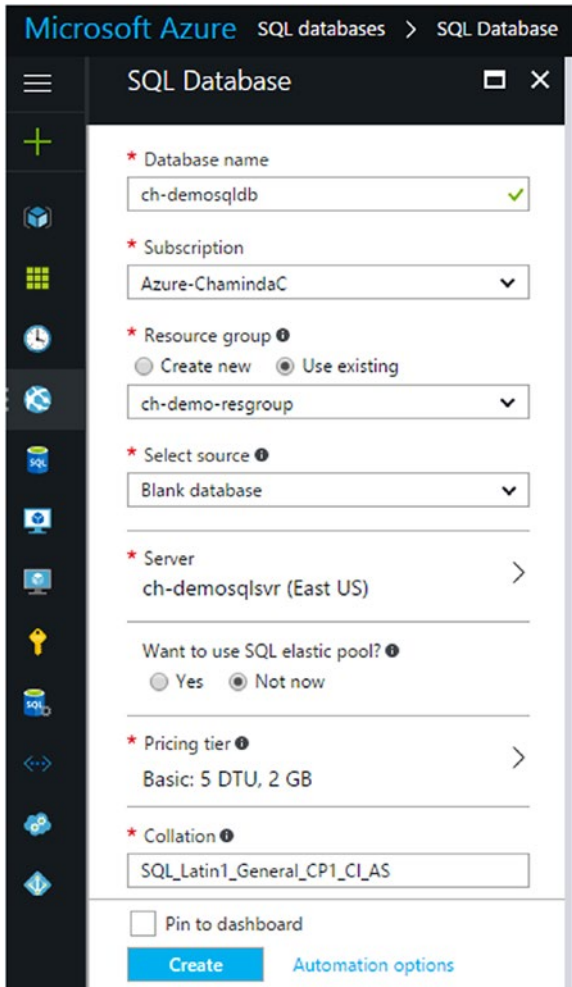 Microsoft Azure SQL databases > SQL Database
SQL Database
* Database name
ch-demosqldb
* Subscription
Azure-ChamindaC
* Resource group
Create new Use existing
ch-demo-resgroup
* Select source
Blank database
* Server
ch-demosqlsvr (East US)
Want to use SQL elastic pool?
Yes Not now
* Pricing tier
Basic: 5 DTU, 2 GB
* Collation
SQL_Latin1_General_CP1_CI_AS
Pin to dashboard
Create Automation options
SQL
SQL